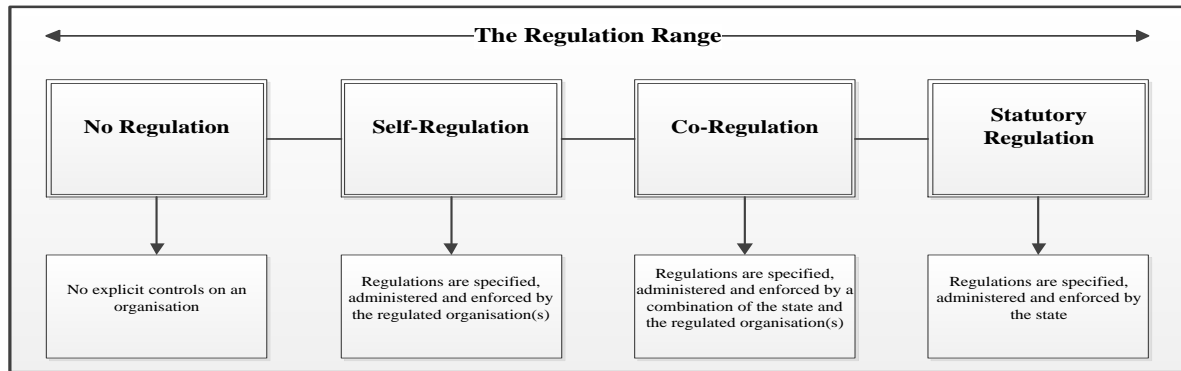 The Regulation Range
No Regulation
Self-Regulation
Co-Regulation
Statutory
Regulation
No explicit controls on an
organisation
Regulations are specified,
administered and enforced by
the regulated organisation(s)
Regulations are specified,
administered and enforced by a
combination of the state and
the regulated organisation(s)
Regulations are specified,
administered and enforced by
the state